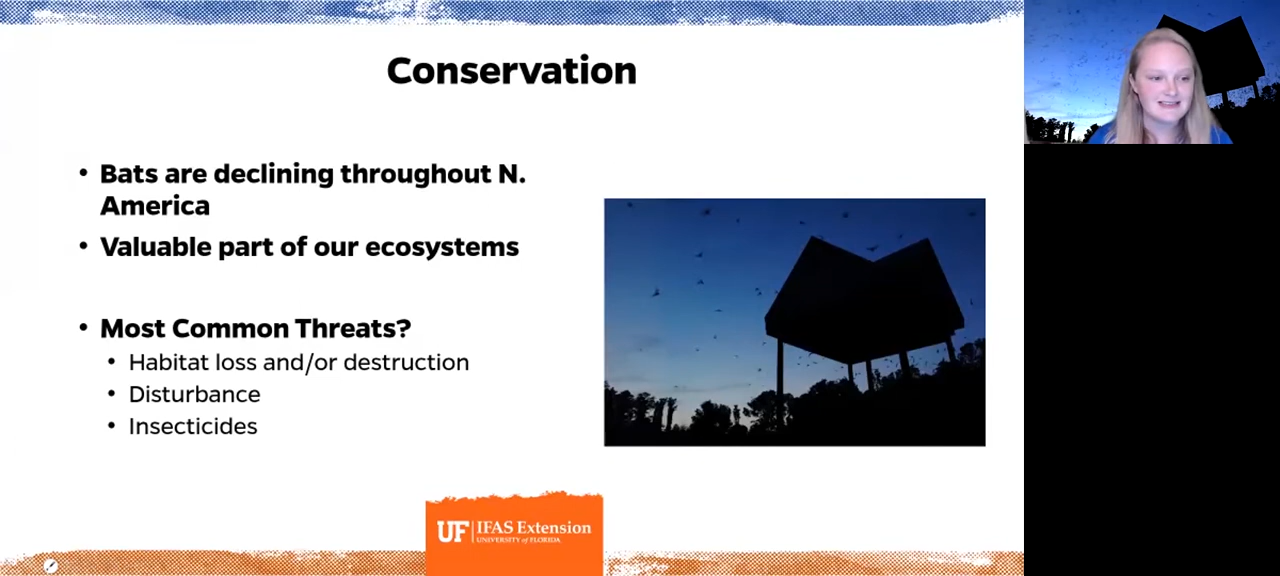 Conservation
• Bats are declining throughout N.
America
• Valuable part of our ecosystems
• Most Common Threats?
• Habitat loss and/or destruction
• Disturbance
• Insecticides
UF | IFAS Extension
UNIVERSITY of FLORIDA